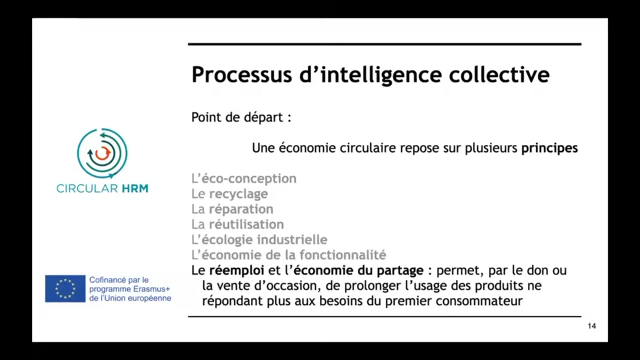 Processus d’intelligence collective
Point de départ :
Une économie circulaire repose sur plusieurs principes
L’éco-conception
Le recyclage
La réparation
La réutilisation
L’écologie industrielle
L’économie de la fonctionnalité
Le réemploi et l’économie du partage : permet, par le don ou
la vente d’occasion, de prolonger l’usage des produits ne
répondant plus aux besoins du premier consommateur
CIRCULAR HRM
Cofinancé par le
programme Erasmus+
de l’Union européenne
14